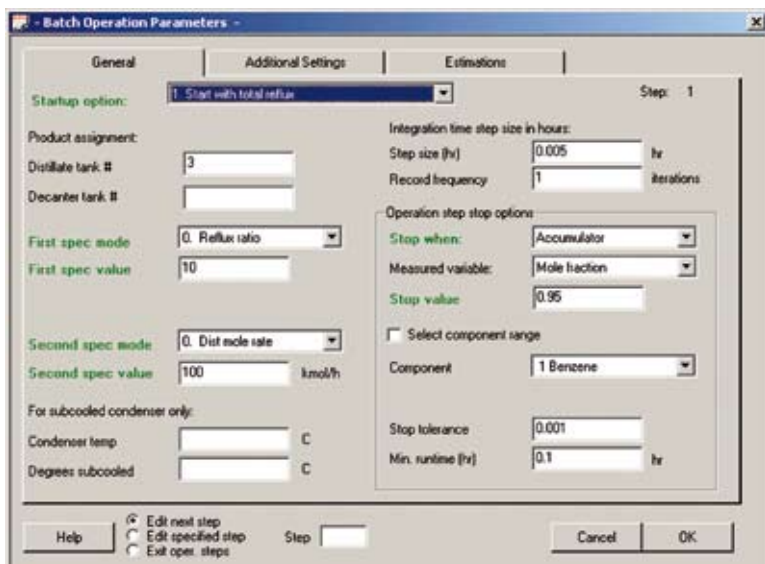 - Batch Operation Parameters -
General
Additional Settings
Estimations
Startup option:
1 Start with total reflux
Step: 1
Product assignment:
Distillate tank #
3
Decanter tank #
First spec mode
0. Reflux ratio
First spec value
10
Second spec mode
0. Dist mole rate
Second spec value
100
kmol/h
For subcooled condenser only:
Condenser temp
C
Degrees subcooled
C
Integration time step size in hours:
Step size (hr)
0.005
hr
Record frequency
1
iterations
Operation step stop options
Stop when:
Accumulator
Measured variable:
Mole fraction
Stop value
0.95
Select component range
Component
1 Benzene
Stop tolerance
0.001
Min. runtime (hr)
0.1
hr
Help
Edit next step
Edit specified step
Exit oper. steps
Step
Cancel
OK